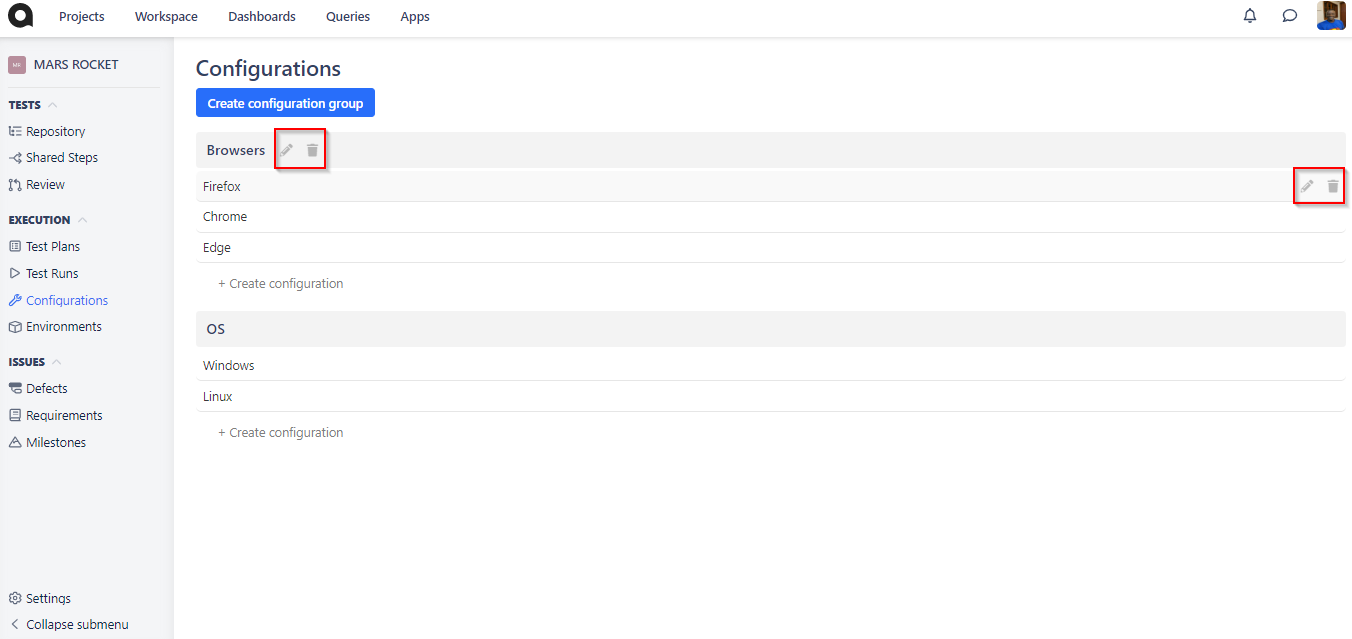 Projects Workspace Dashboards Queries Apps
MARS ROCKET
TESTS
Repository
Shared Steps
Review
EXECUTION
Test Plans
Test Runs
Configurations
Environments
ISSUES
Defects
Requirements
Milestones
Settings
Collapse submenu
Configurations
Create configuration group
Browsers
Firefox
Chrome
Edge
+ Create configuration
OS
Windows
Linux
+ Create configuration